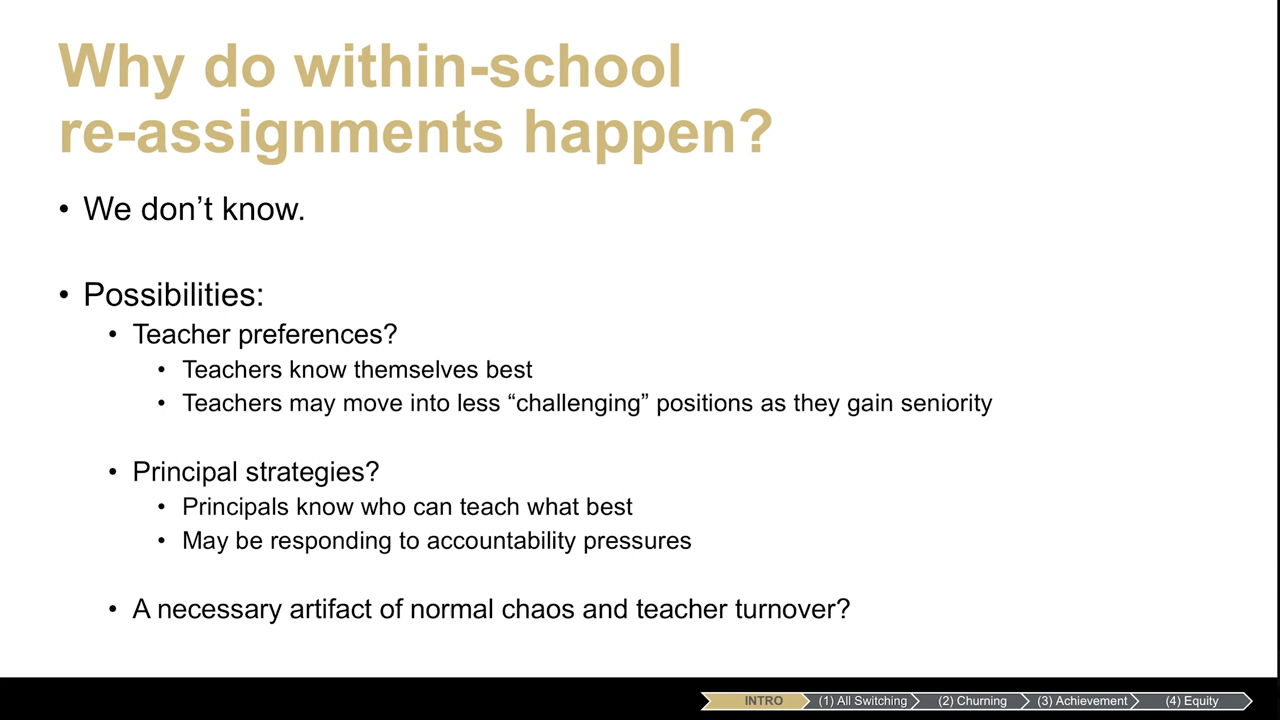 Why do within-school
re-assignments happen?
• We don’t know.
• Possibilities:
• Teacher preferences?
• Teachers know themselves best
• Teachers may move into less “challenging” positions as they gain seniority
• Principal strategies?
• Principals know who can teach what best
• May be responding to accountability pressures
• A necessary artifact of normal chaos and teacher turnover?
INTRO (1) All Switching (2) Churning (3) Achievement (4) Equity